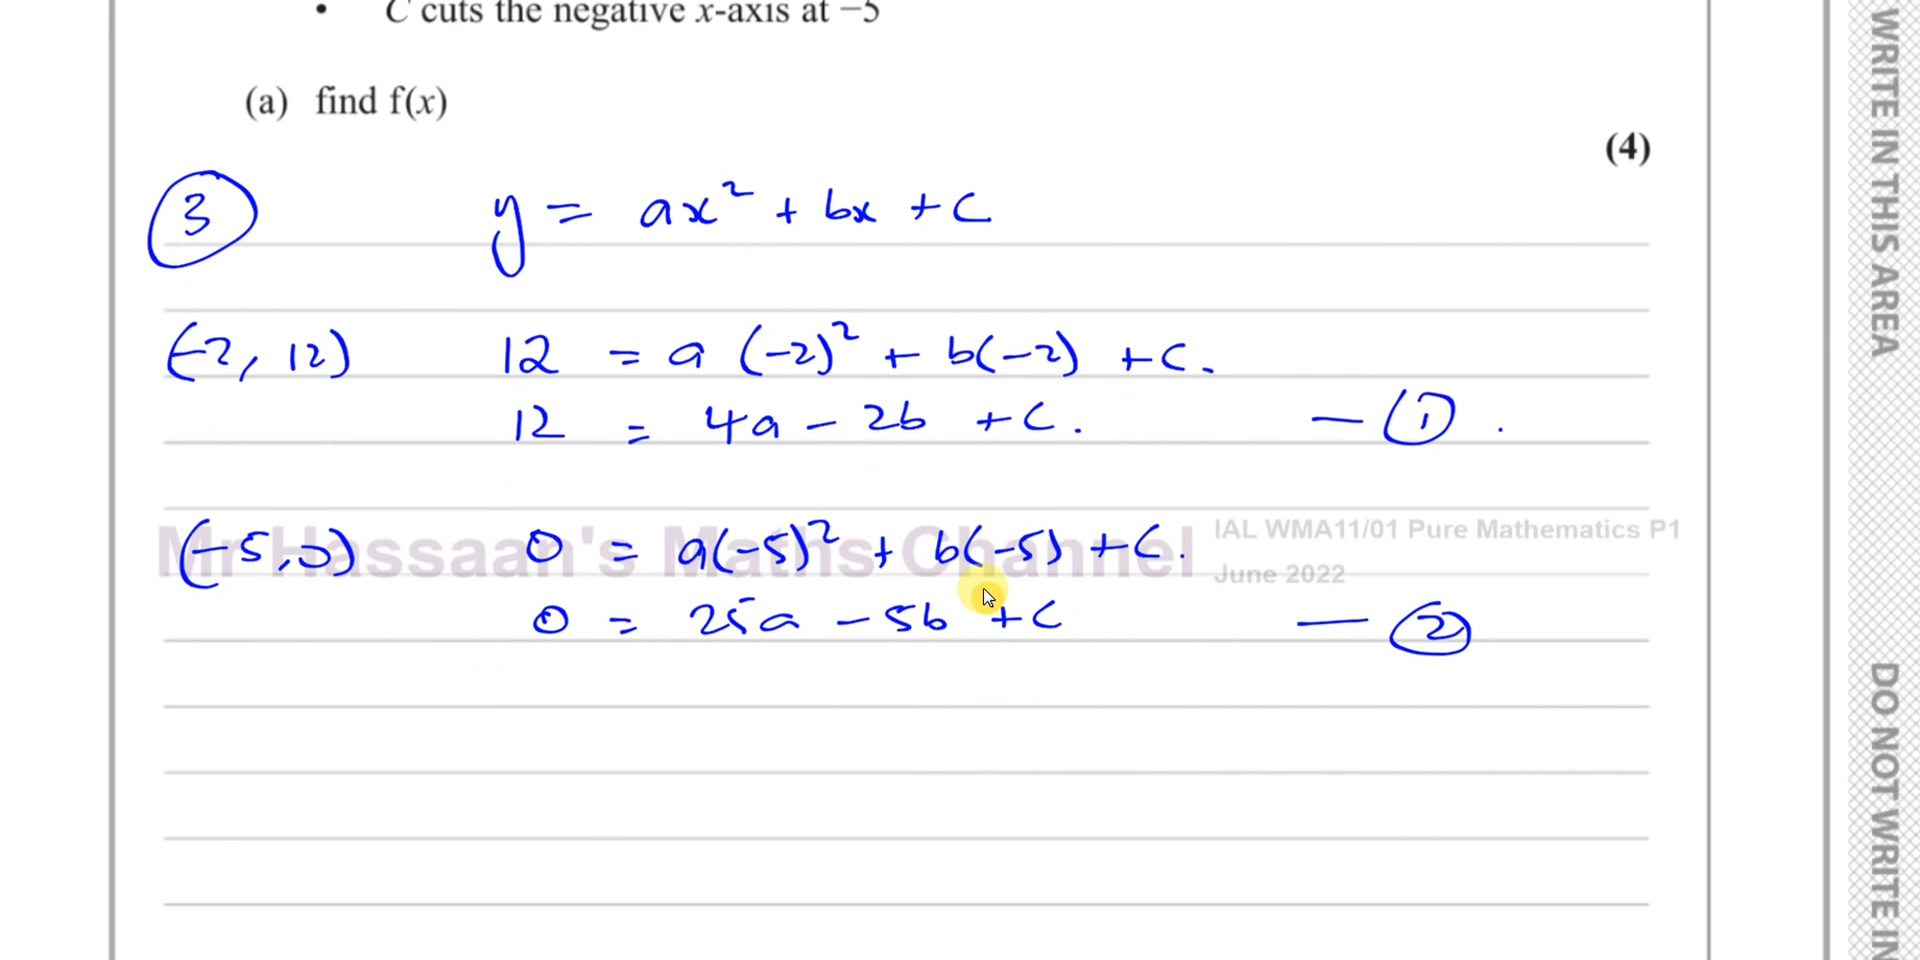 • C cuts the negative x-axis at −5
(a) find f(x)
(4)
3 y = ax² + bx + c
(-2, 12) 12 = a (-2)² + b(-2) + c.
12 = 4a - 2b + c. — 1 .
(-5, 0) 0 = a(-5)² + b(-5) + c.
0 = 25a - 5b + c — 2
Mr Hassaan's Maths Channel
IAL WMA11/01 Pure Mathematics P1
June 2022
WRITE IN THIS AREA
DO NOT WRITE IN